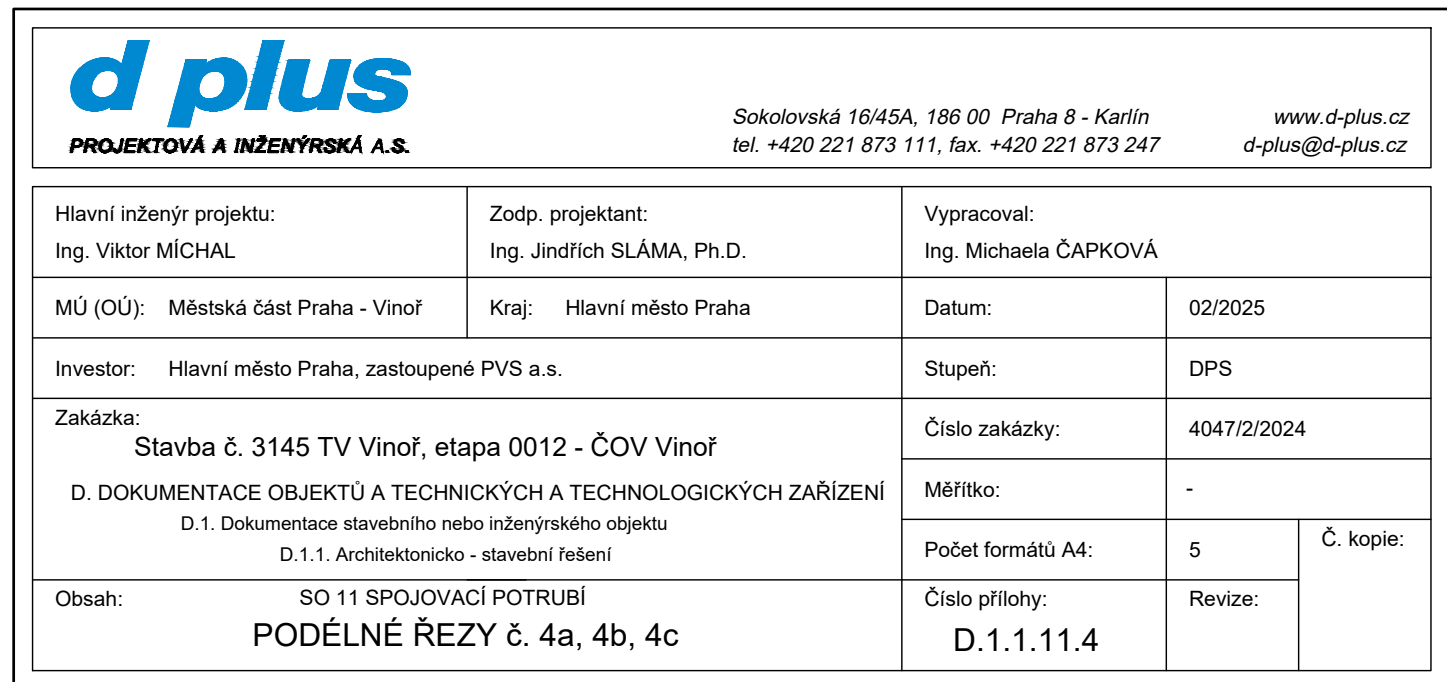 d plus
PROJEKTOVÁ A INŽENÝRSKÁ A.S.
Sokolovská 16/45A, 186 00 Praha 8 - Karlín
www.d-plus.cz
tel. +420 221 873 111, fax. +420 221 873 247
d-plus@d-plus.cz
Hlavní inženýr projektu:
Ing. Viktor MÍCHAL
Zodp. projektant:
Ing. Jindřích SLÁMA, Ph.D.
Vypracoval:
Ing. Michaela ČAPKOVÁ
MÚ (OÚ): Městská část Praha - Vinoř
Kraj: Hlavní město Praha
Datum: 02/2025
Investor: Hlavní město Praha, zastoupené PVS a.s.
Stupeň: DPS
Zakázka:
Stavba č. 3145 TV Vinoř, etapa 0012 - ČOV Vinoř
D. DOKUMENTACE OBJEKTŮ A TECHNICKÝCH A TECHNOLOGICKÝCH ZAŘÍZENÍ
D.1. Dokumentace stavebního nebo inženýrského objektu
D.1.1. Architektonicko - stavební řešení
Číslo zakázky: 4047/2/2024
Měřítko: -
Počet formátů A4: 5
Č. kopie:
Obsah: SO 11 SPOJOVACÍ POTRUBÍ
PODÉLNÉ ŘEZY č. 4a, 4b, 4c
Číslo přílohy:
D.1.1.11.4
Revize: